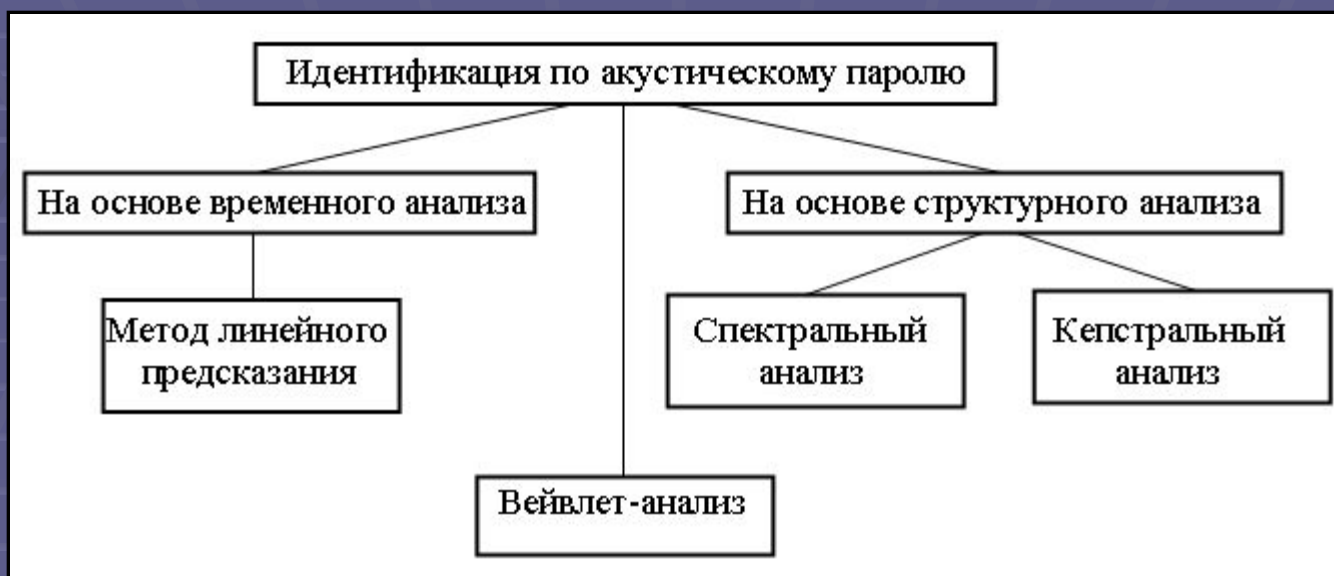 Идентификация по акустическому паролю
На основе временного анализа
На основе структурного анализа
Метод линейного
предсказания
Спектральный
анализ
Кепстральный
анализ
Вейвлет-анализ